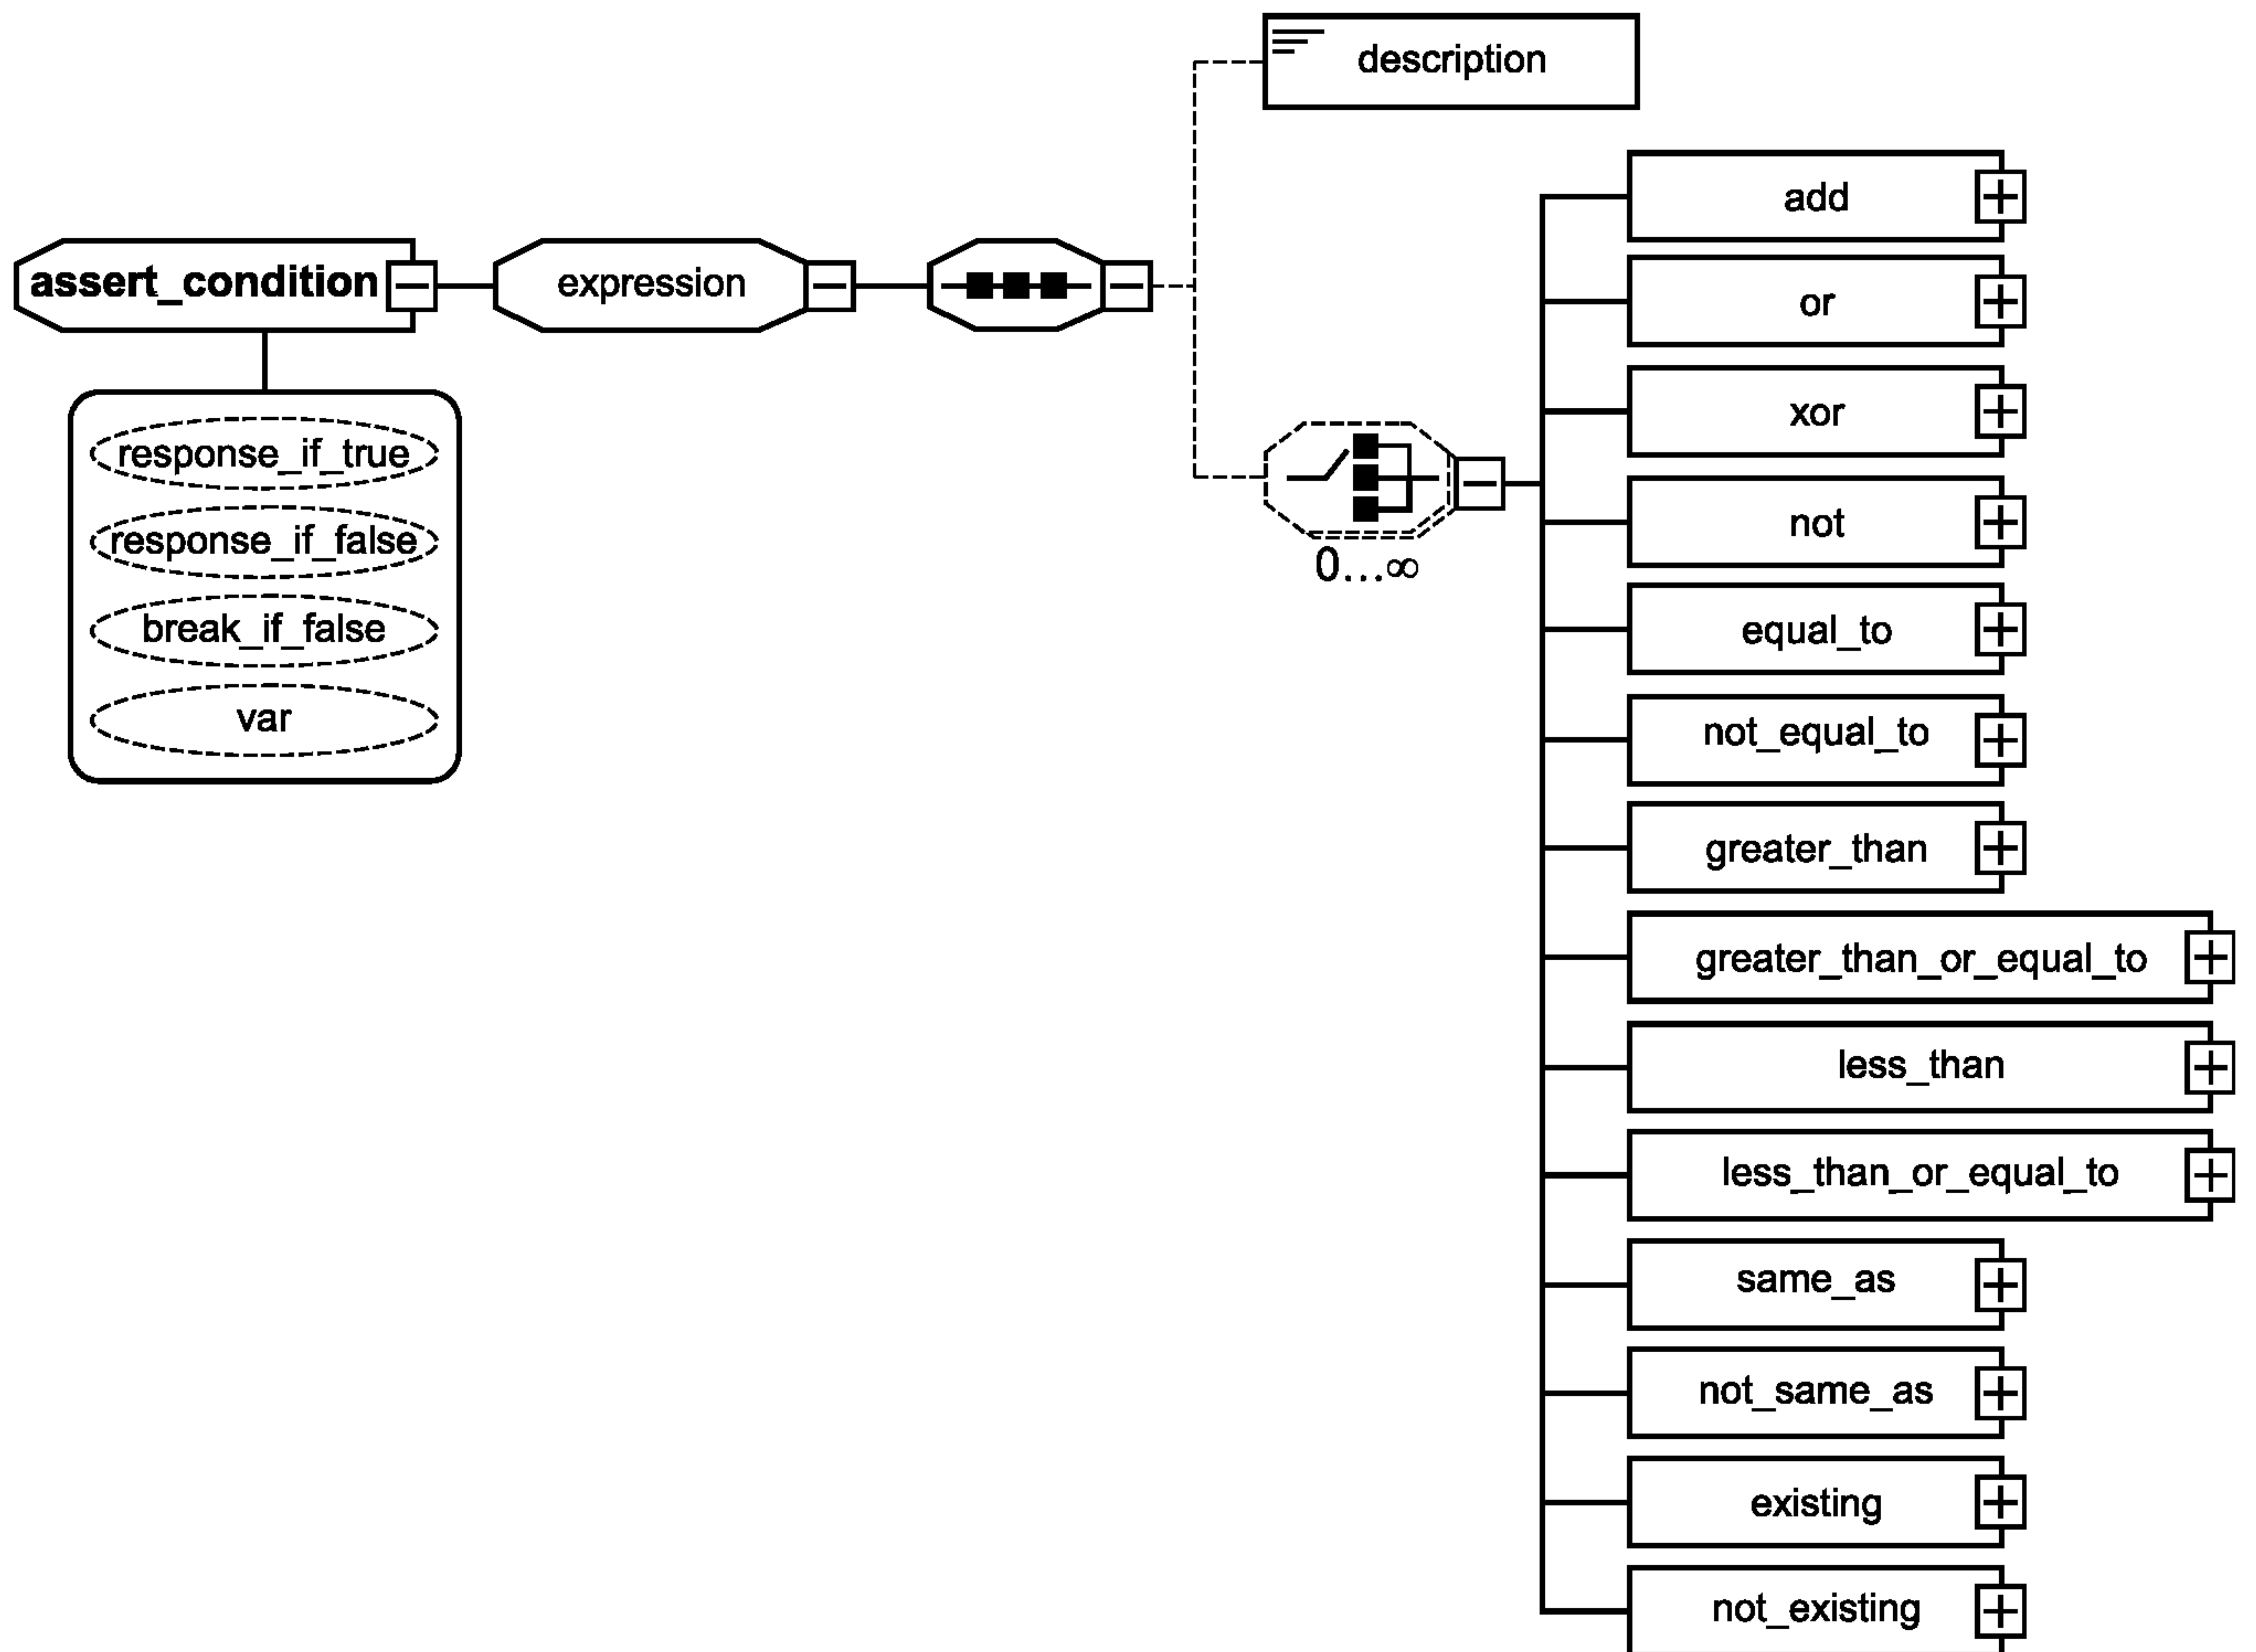 description
assert_condition
expression
response_if_true
response_if_false
break_if_false
var
0...∞
add
or
xor
not
equal_to
not_equal_to
greater_than
greater_than_or_equal_to
less_than
less_than_or_equal_to
same_as
not_same_as
existing
not_existing